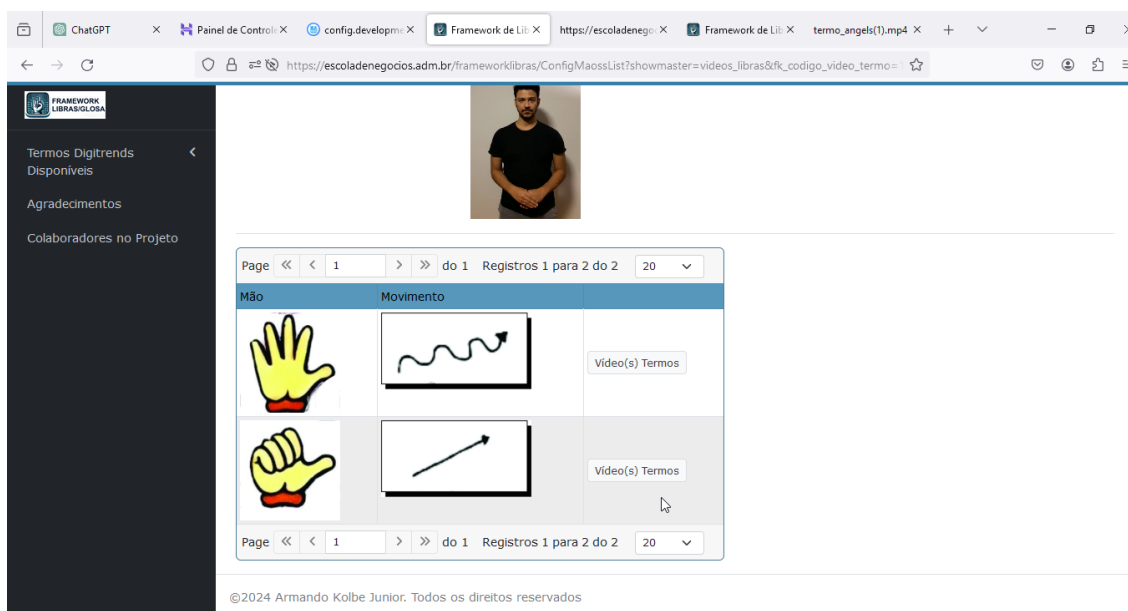 ChatGPT
Painel de Controle
config.developme
Framework de Lib
https://escoladenegoc
Framework de Lib
termo_angels(1).mp4
https://escoladenegocios.adm.br/frameworklibras/ConfigMaossList?showmaster=videos_libras&fk_codigo_video_termo=1
FRAMEWORK
LIBRAS/GLOSA
Termos Digitrends
Disponíveis
Agradecimentos
Colaboradores no Projeto
Page 1 do 1 Registros 1 para 2 do 2 20
Mão Movimento
Vídeo(s) Termos
Vídeo(s) Termos
Page 1 do 1 Registros 1 para 2 do 2 20
©2024 Armando Kolbe Junior. Todos os direitos reservados